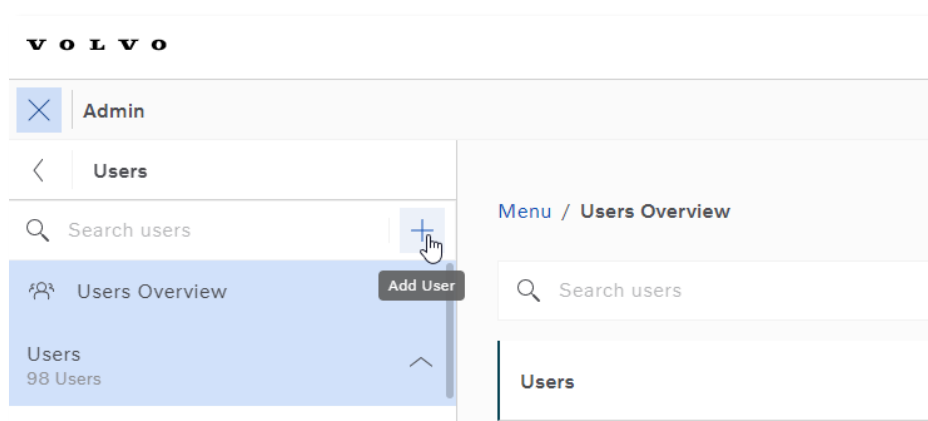 VOLVO
Admin
Users
Search users
Add User
Users Overview
Users
98 Users
Menu / Users Overview
Search users
Users